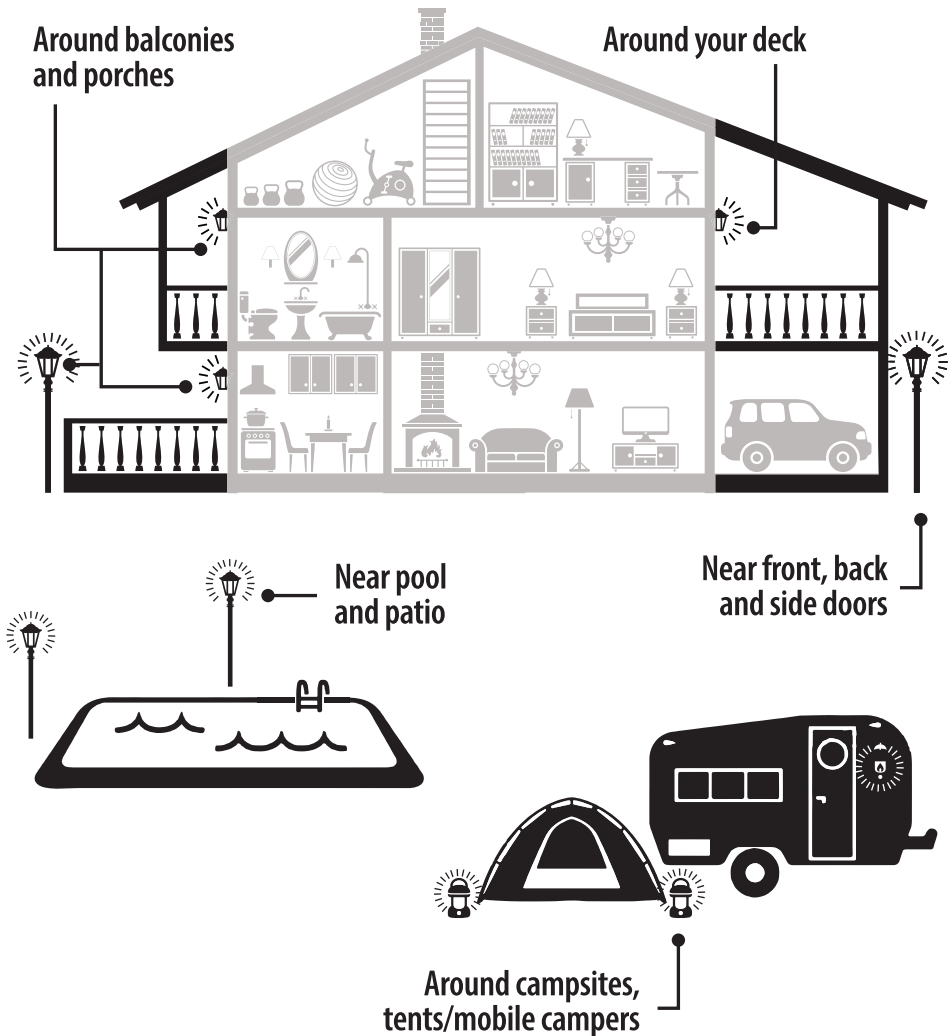 Around balconies
and porches
Around your deck
Near front, back
and side doors
Near pool
and patio
Around campsites,
tents/mobile campers